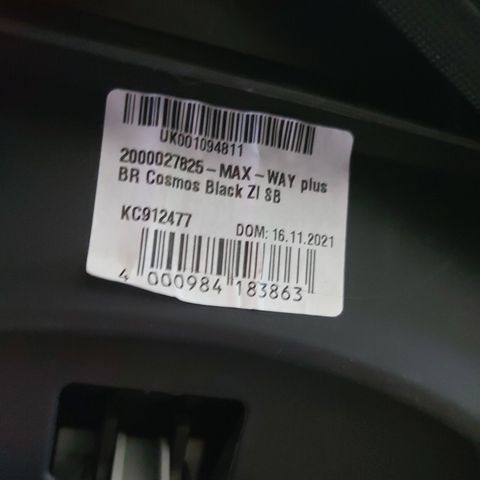 UK001094811
2000027825-MAX-WAY plus
BR Cosmos Black ZI SB
KC912477
DOM: 16.11.2021
4 000984 183863